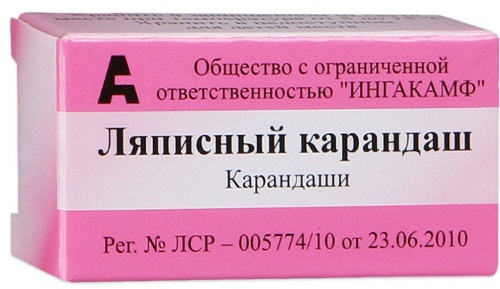 Общество с ограниченной
ответственностью "ИНГАКАМФ"
Ляписный карандаш
Карандаши
Рег. № ЛСР – 005774/10 от 23.06.2010